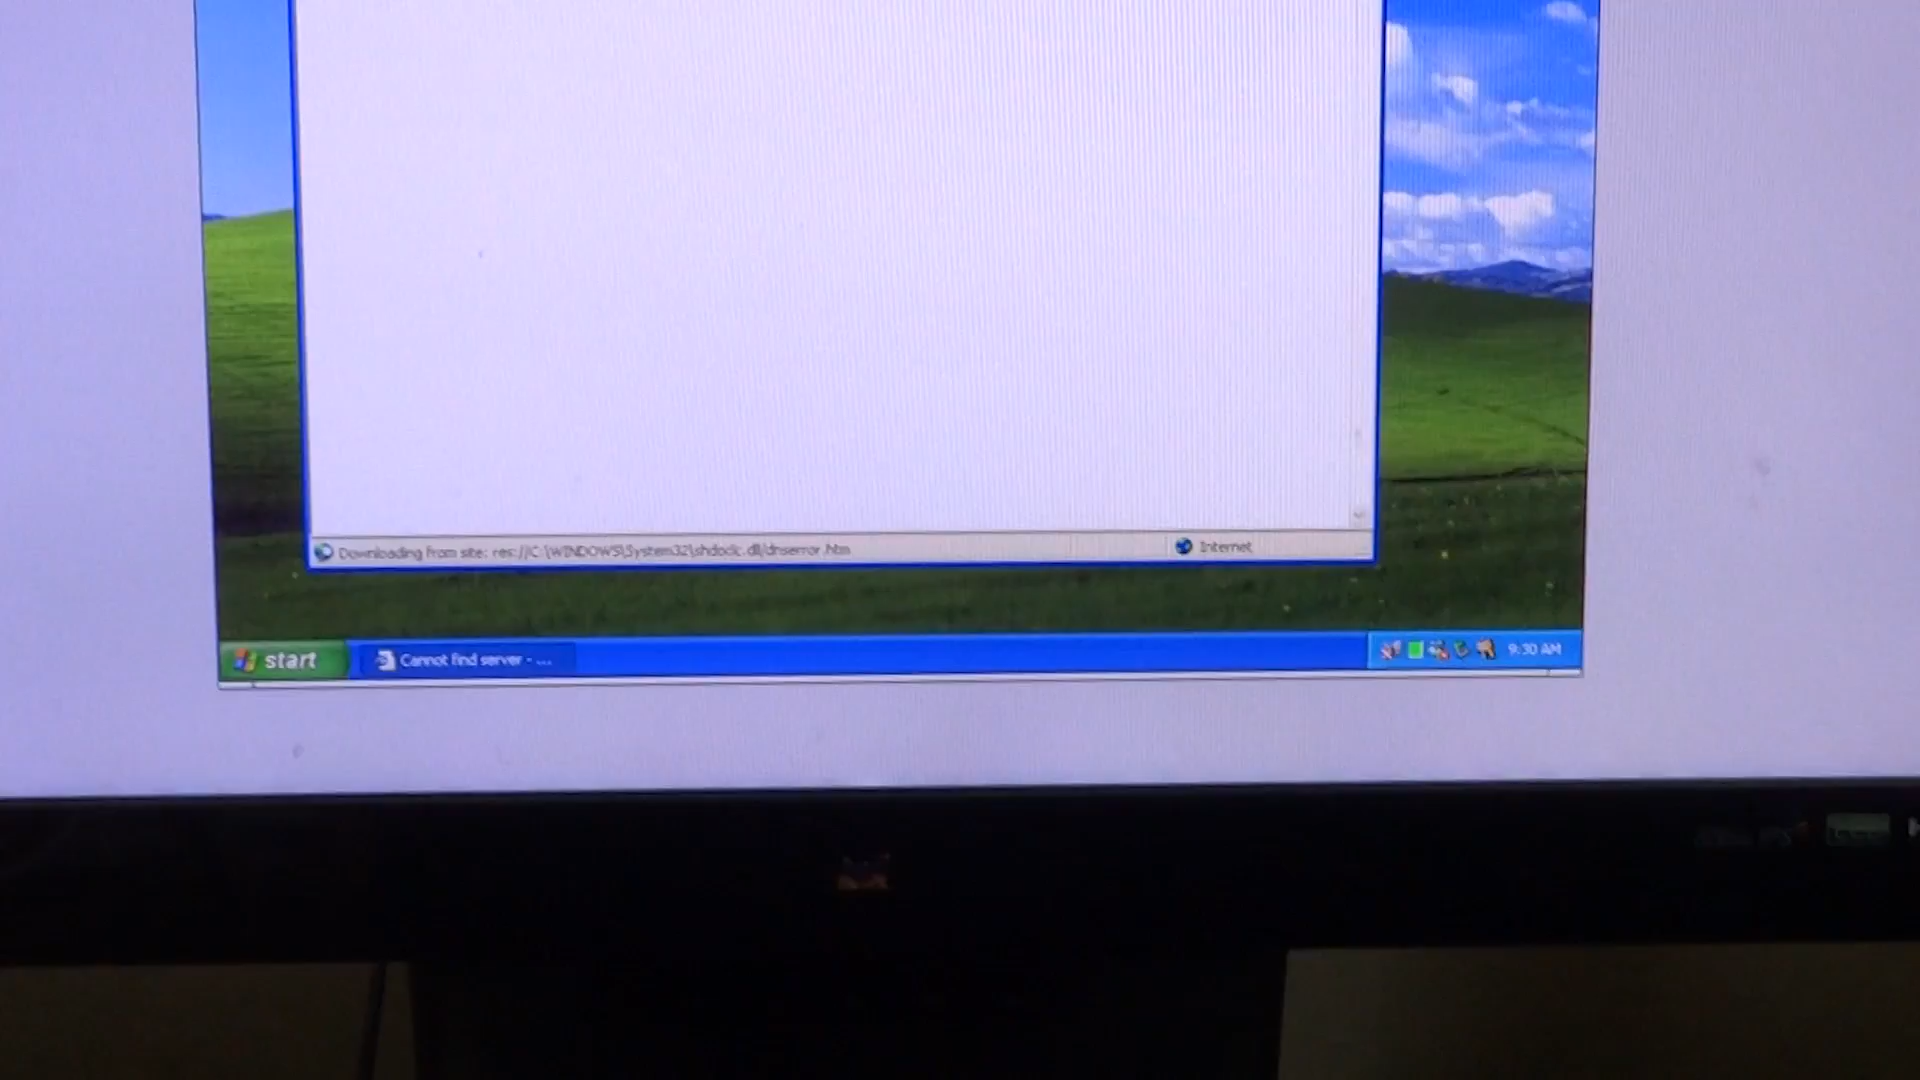 Downloading from site: res://C:\WINDOWS\System32\shdoclc.dll/dnserror.htm
Internet
start
Cannot find server - ...
9:30 AM